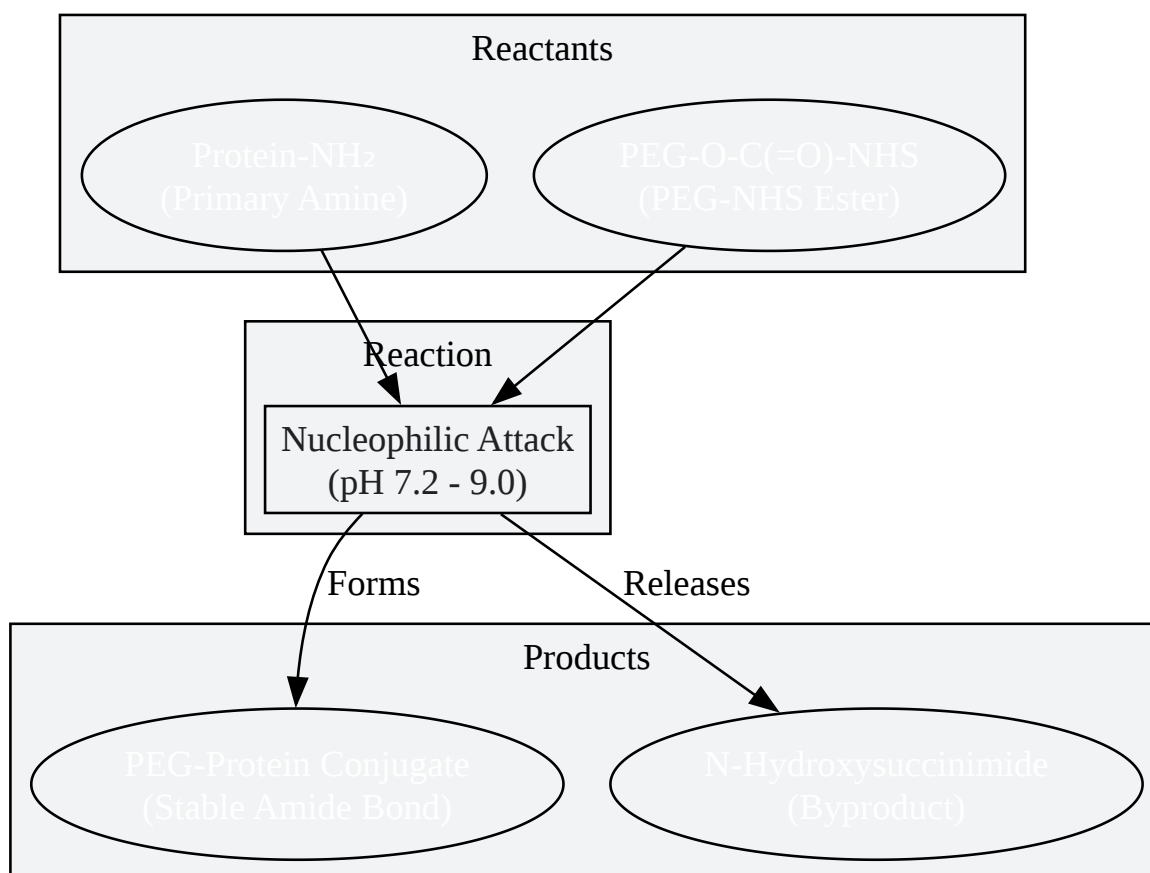 Reactants
Protein-NH₂
(Primary Amine)
PEG-O-C(=O)-NHS
(PEG-NHS Ester)
Reaction
Nucleophilic Attack
(pH 7.2 - 9.0)
Forms
Releases
Products
PEG-Protein Conjugate
(Stable Amide Bond)
N-Hydroxysuccinimide
(Byproduct)